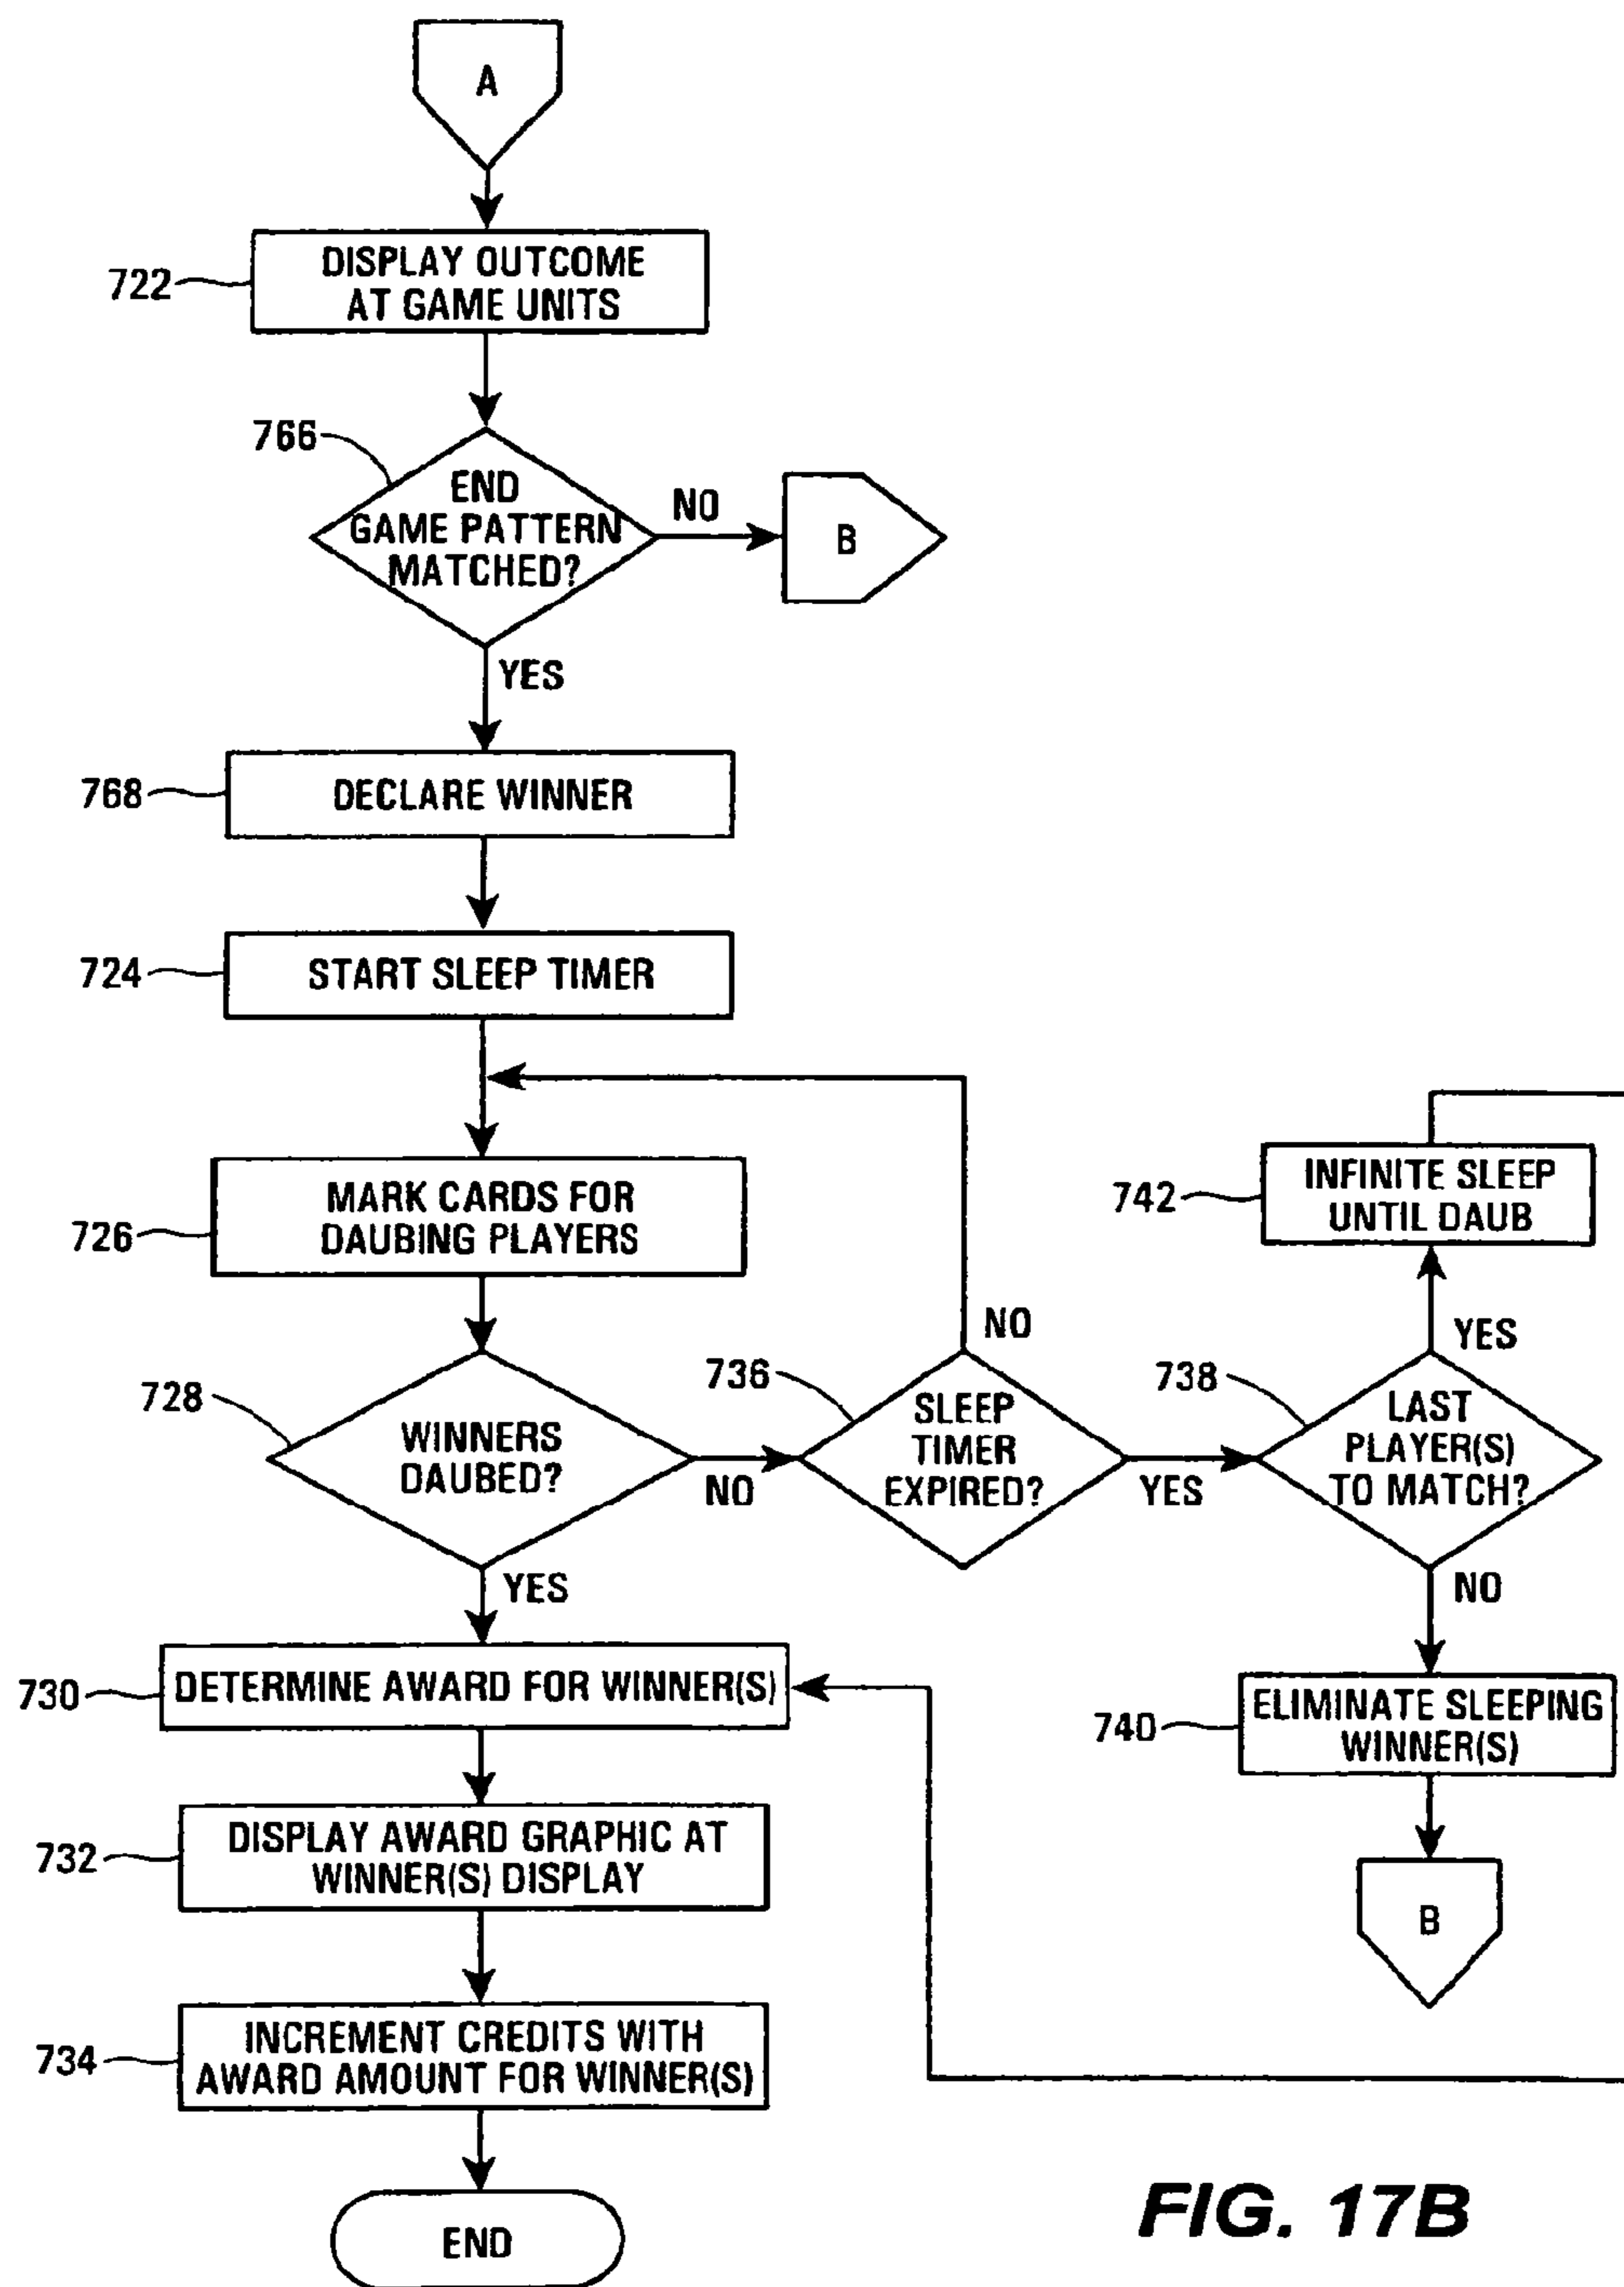 A
722
DISPLAY OUTCOME
AT GAME UNITS
766
END
GAME PATTERN
MATCHED?
NO
B
YES
768
DECLARE WINNER
724
START SLEEP TIMER
726
MARK CARDS FOR
DAUBING PLAYERS
742
INFINITE SLEEP
UNTIL DAUB
728
WINNERS
DAUBED?
NO
YES
736
SLEEP
TIMER
EXPIRED?
NO
YES
738
LAST
PLAYER(S)
TO MATCH?
YES
NO
730
DETERMINE AWARD FOR WINNER(S)
740
ELIMINATE SLEEPING
WINNER(S)
B
732
DISPLAY AWARD GRAPHIC AT
WINNER(S) DISPLAY
734
INCREMENT CREDITS WITH
AWARD AMOUNT FOR WINNER(S)
END
FIG. 17B